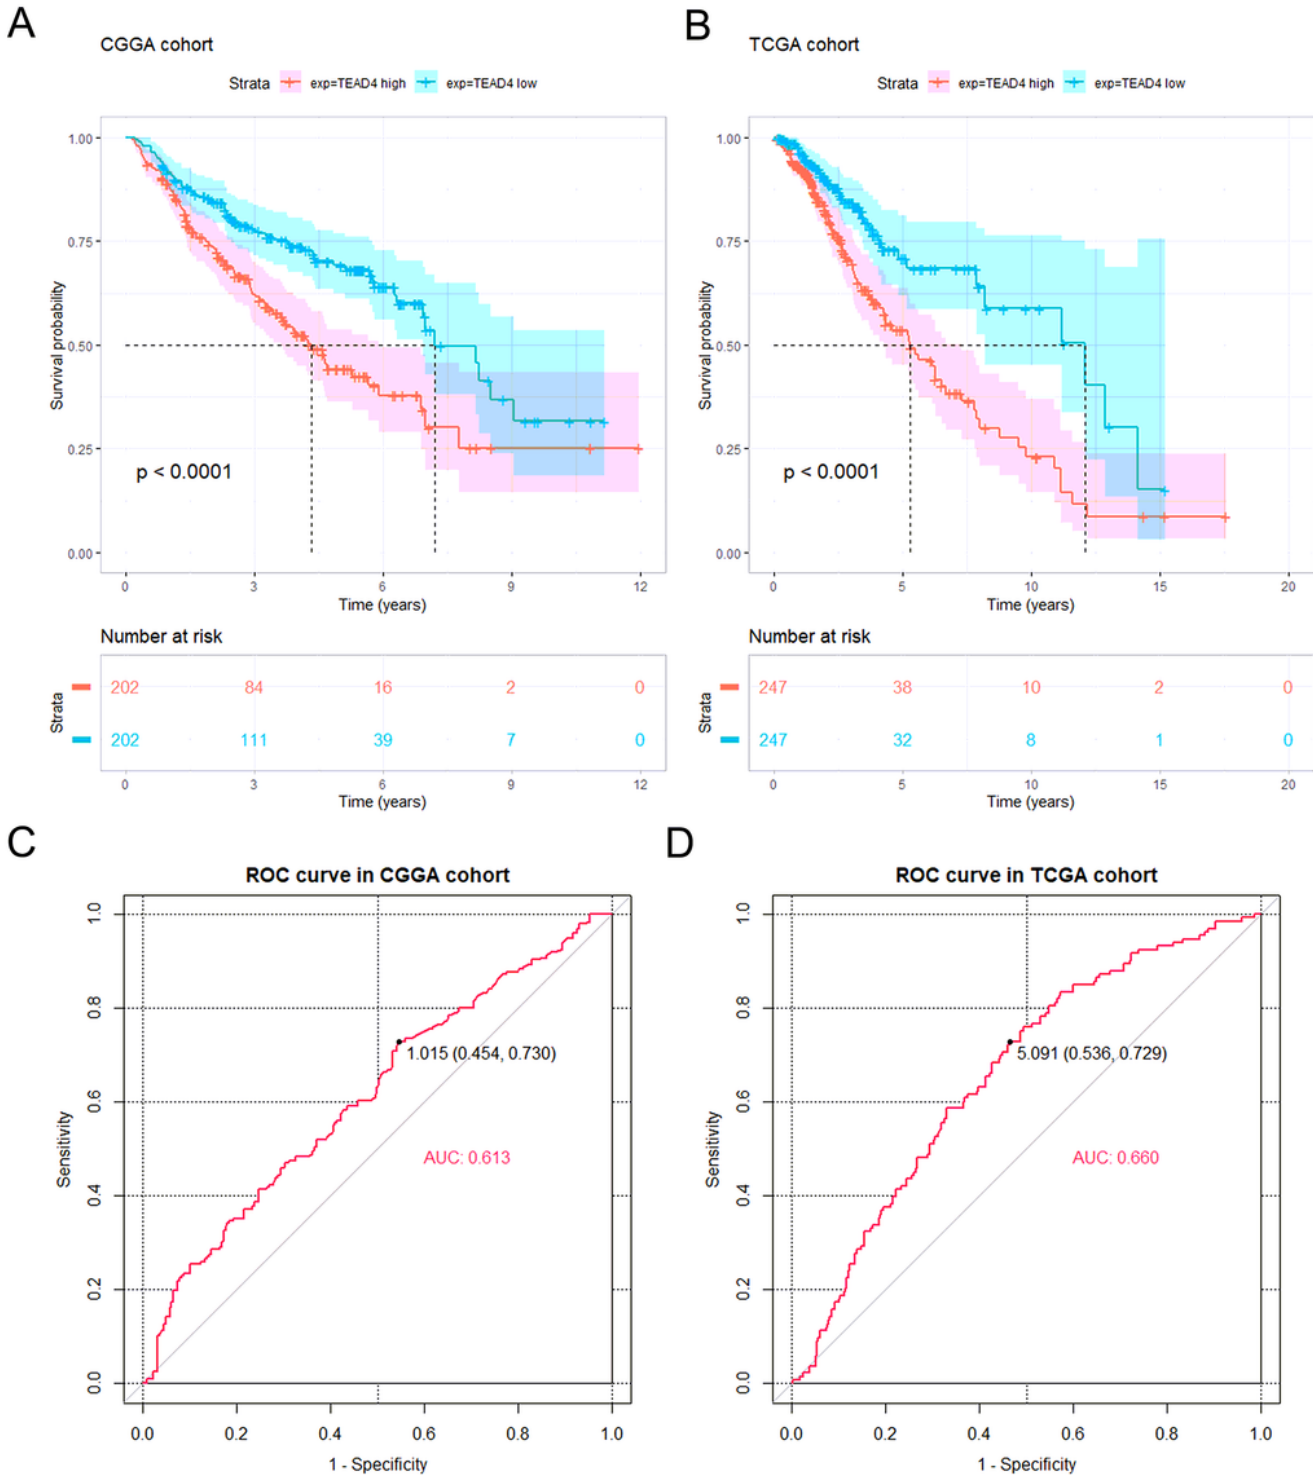 A
CGGA cohort
Strata exp=TEAD4 high exp=TEAD4 low
Survival probability
1.00
0.75
0.50
0.25
0.00
p < 0.0001
0 3 6 9 12
Time (years)
Number at risk
Strata
202 84 16 2 0
202 111 39 7 0
0 3 6 9 12
Time (years)
B
TCGA cohort
Strata exp=TEAD4 high exp=TEAD4 low
Survival probability
1.00
0.75
0.50
0.25
0.00
p < 0.0001
0 5 10 15 20
Time (years)
Number at risk
Strata
247 38 10 2 0
247 32 8 1 0
0 5 10 15 20
Time (years)
C
ROC curve in CGGA cohort
Sensitivity
1.0
0.8
0.6
0.4
0.2
0.0
1.015 (0.454, 0.730)
AUC: 0.613
0.0 0.2 0.4 0.6 0.8 1.0
1 - Specificity
D
ROC curve in TCGA cohort
Sensitivity
1.0
0.8
0.6
0.4
0.2
0.0
5.091 (0.536, 0.729)
AUC: 0.660
0.0 0.2 0.4 0.6 0.8 1.0
1 - Specificity